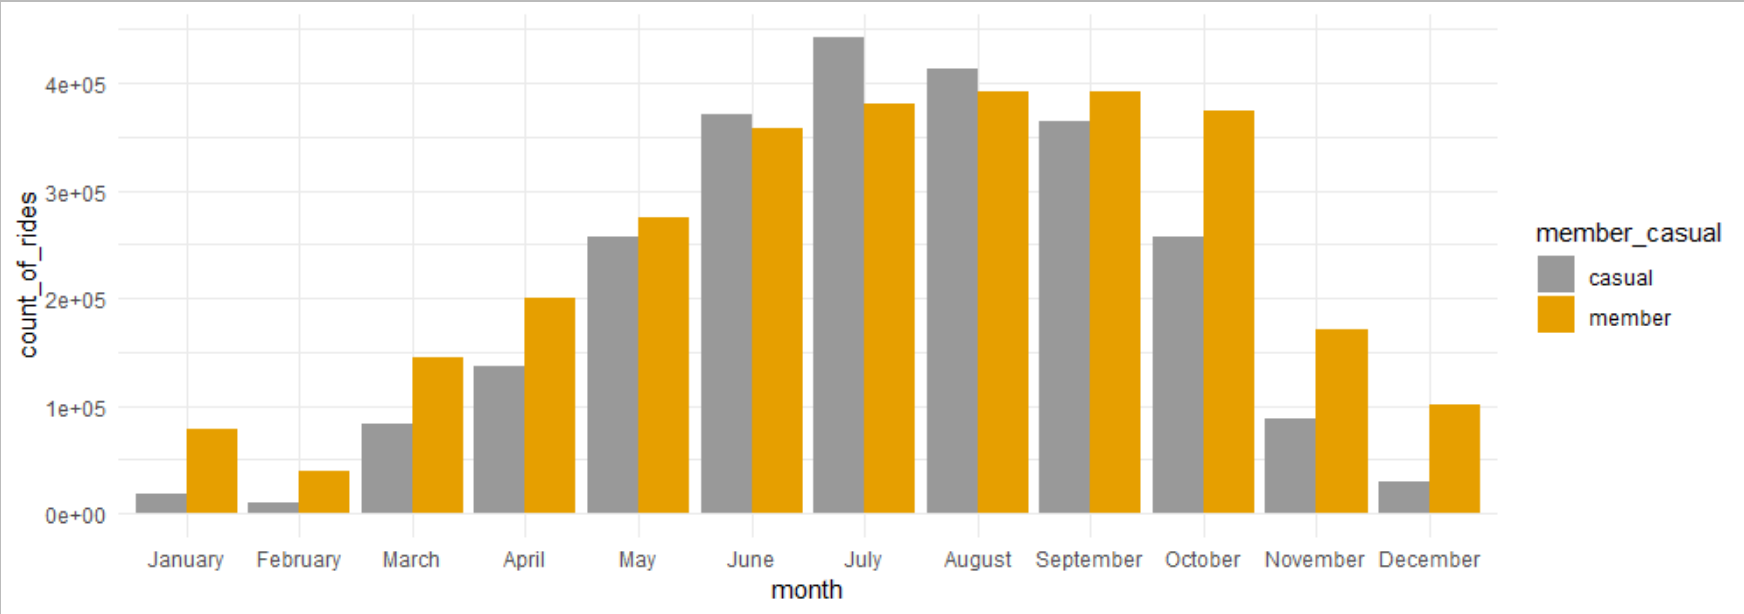 count_of_rides
4e+05
3e+05
2e+05
1e+05
0e+00
January February March April May June July August September October November December
month
member_casual
casual
member